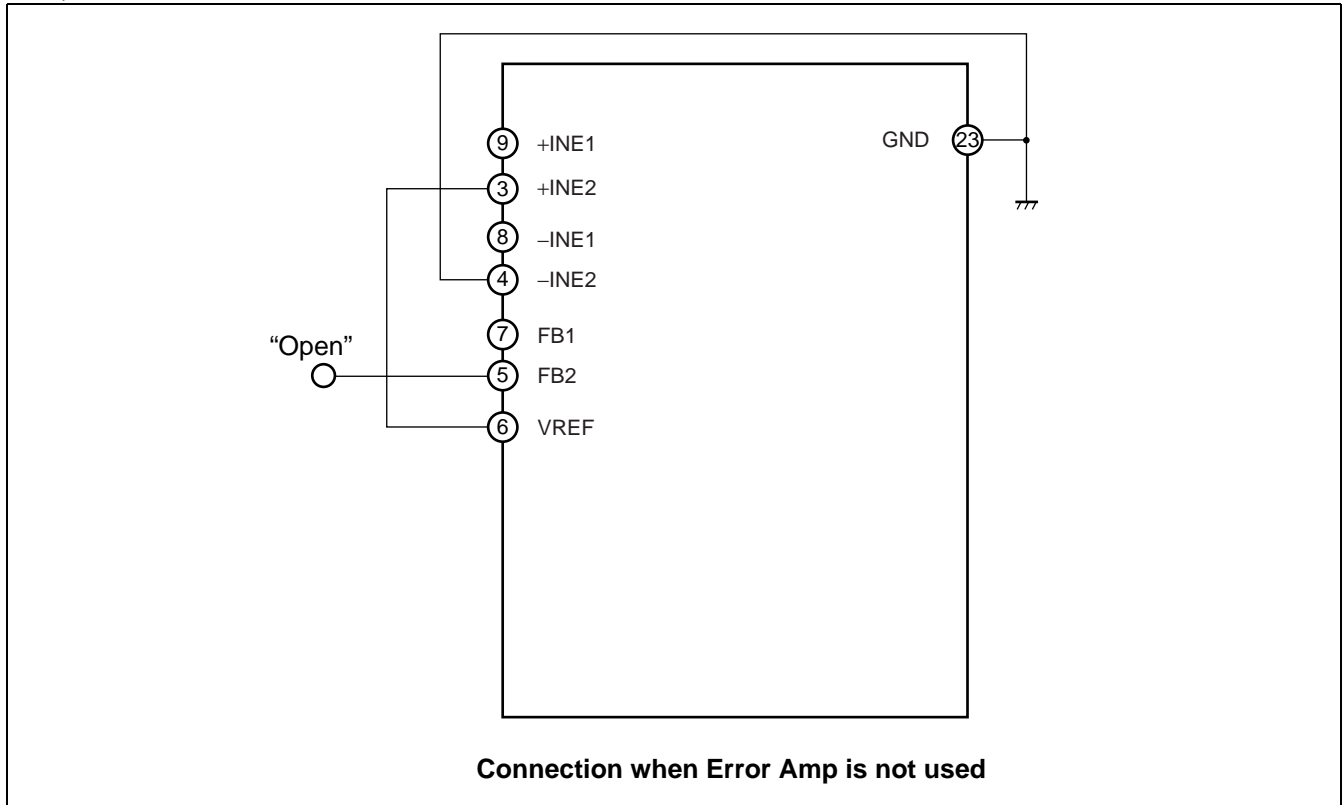 9 +INE1
GND 23
3 +INE2
8 −INE1
4 −INE2
7 FB1
“Open”
5 FB2
6 VREF
Connection when Error Amp is not used